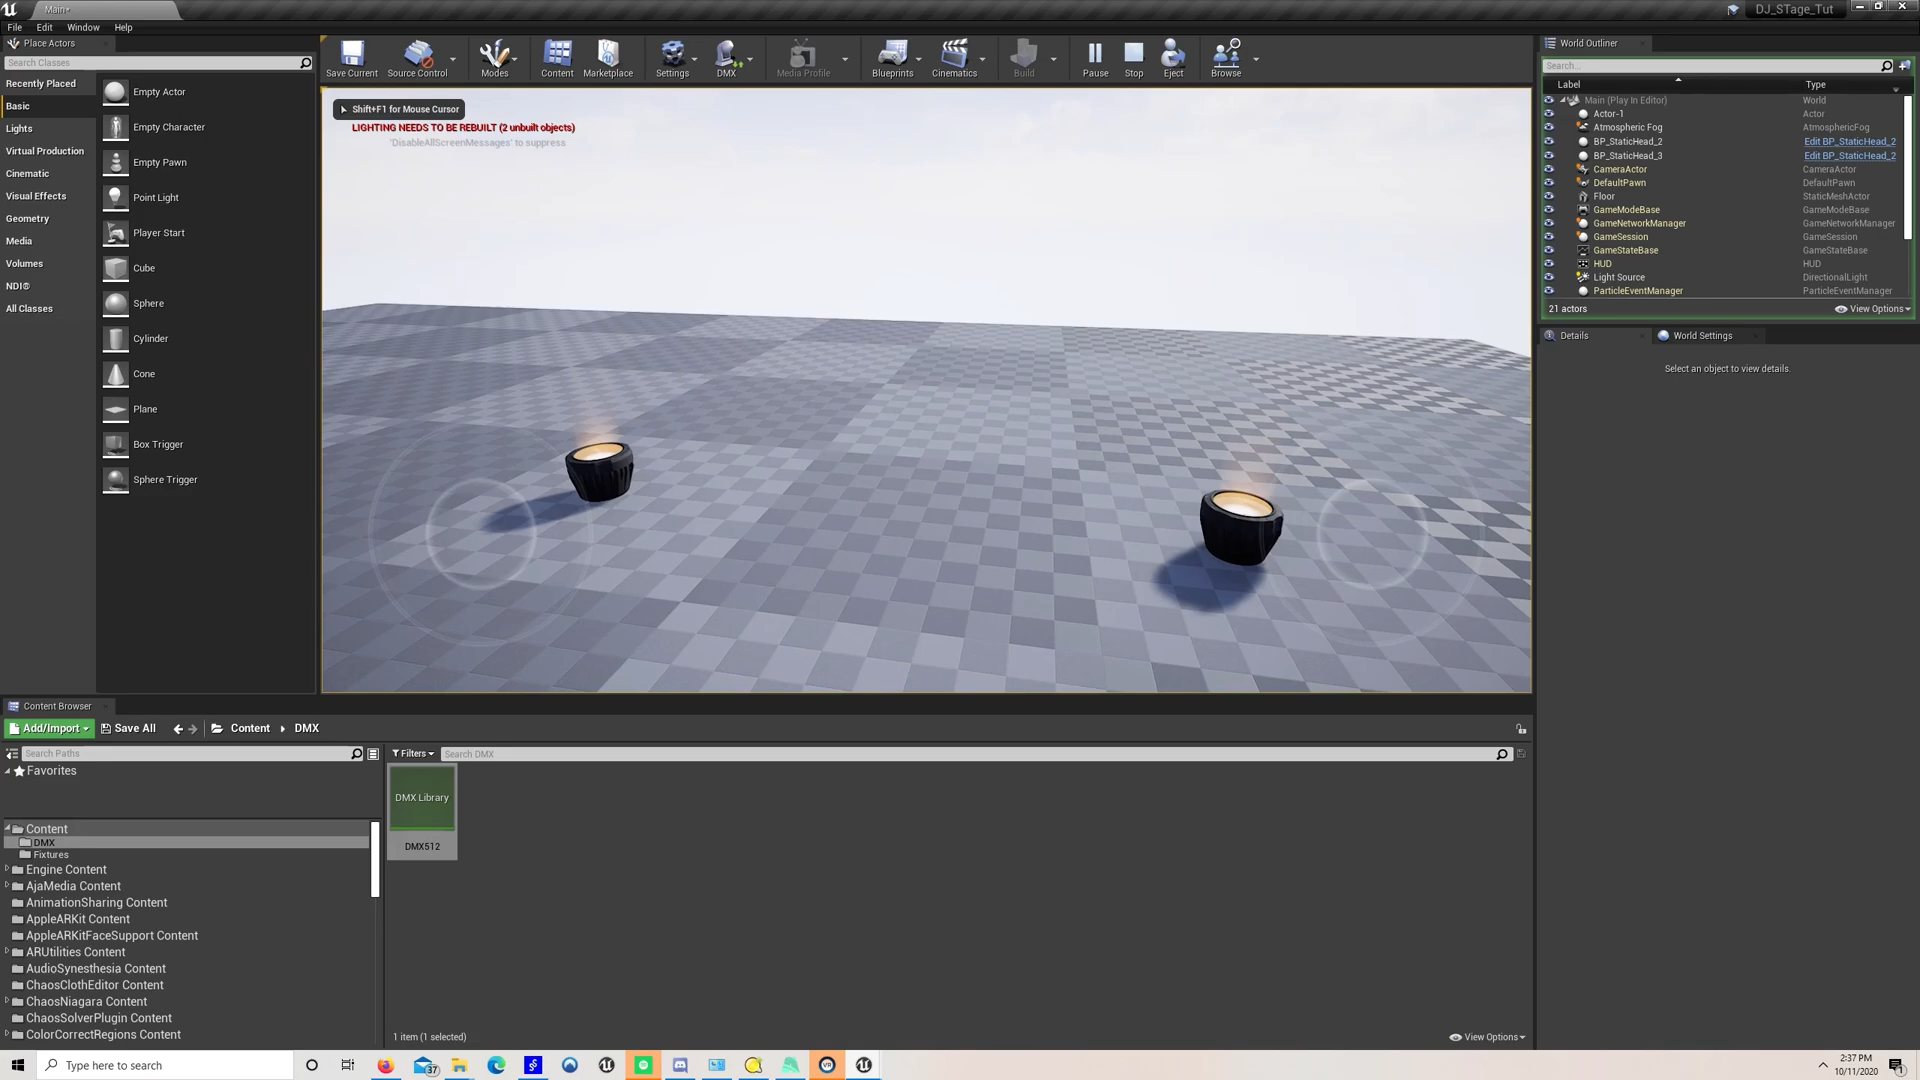 Main*
DJ_STage_Tut
File Edit Window Help
Place Actors
Search Classes
Recently Placed
Basic
Lights
Virtual Production
Cinematic
Visual Effects
Geometry
Media
Volumes
NDI®
All Classes
Empty Actor
Empty Character
Empty Pawn
Point Light
Player Start
Cube
Sphere
Cylinder
Cone
Plane
Box Trigger
Sphere Trigger
Save Current Source Control Modes Content Marketplace Settings DMX Media Profile Blueprints Cinematics Build Pause Stop Eject Browse
Shift+F1 for Mouse Cursor
LIGHTING NEEDS TO BE REBUILT (2 unbuilt objects)
'DisableAllScreenMessages' to suppress
World Outliner
Search...
Label Type
Main (Play In Editor) World
Actor-1 Actor
Atmospheric Fog AtmosphericFog
BP_StaticHead_2 Edit BP_StaticHead_2
BP_StaticHead_3 Edit BP_StaticHead_2
CameraActor CameraActor
DefaultPawn DefaultPawn
Floor StaticMeshActor
GameModeBase GameModeBase
GameNetworkManager GameNetworkManager
GameSession GameSession
GameStateBase GameStateBase
HUD HUD
Light Source DirectionalLight
ParticleEventManager ParticleEventManager
21 actors View Options
Details World Settings
Select an object to view details.
Content Browser
Add/Import Save All Content DMX
Search Paths
Favorites
Content
DMX
Fixtures
Engine Content
AjaMedia Content
AnimationSharing Content
AppleARKit Content
AppleARKitFaceSupport Content
ARUtilities Content
AudioSynesthesia Content
ChaosClothEditor Content
ChaosNiagara Content
ChaosSolverPlugin Content
ColorCorrectRegions Content
Filters Search DMX
DMX Library
DMX512
1 item (1 selected) View Options
Type here to search
37
2:37 PM
10/11/2020